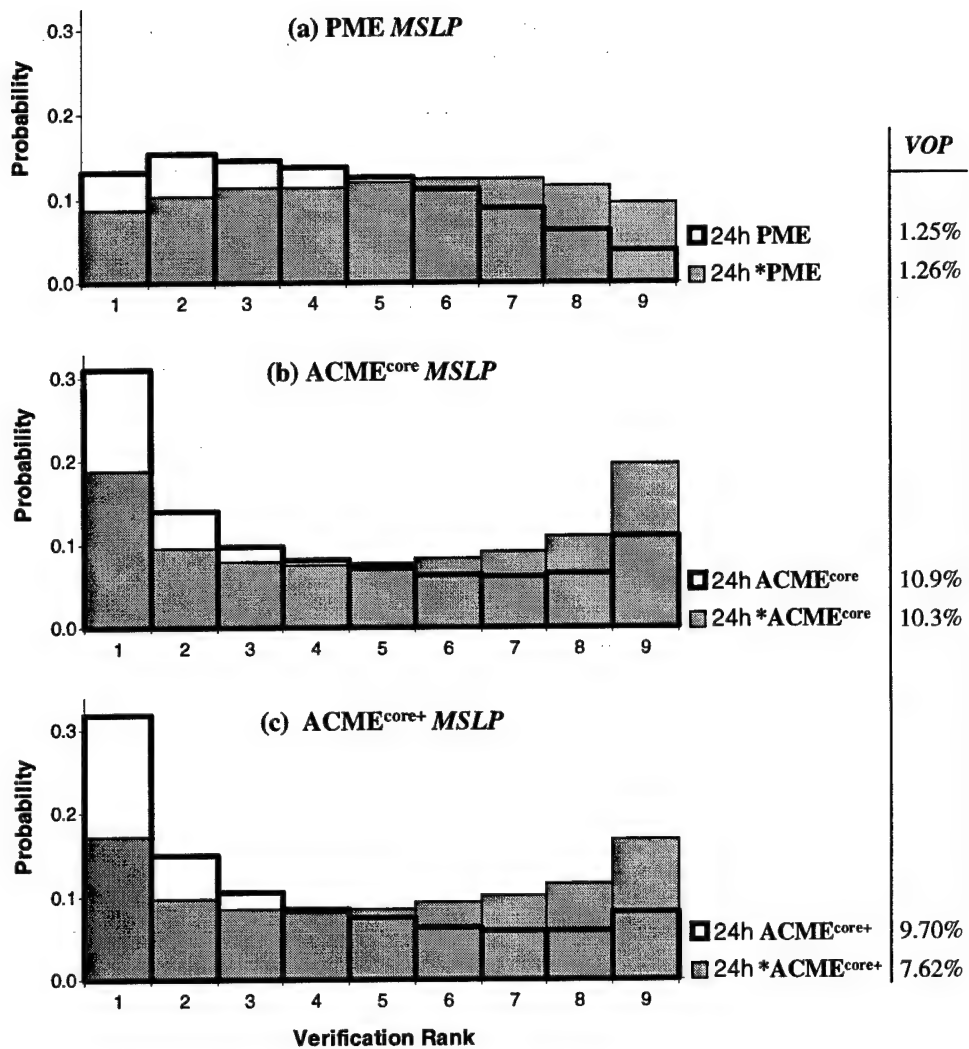 (a) PME MSLP
Probability
0.3
0.2
0.1
0.0
1 2 3 4 5 6 7 8 9
VOP
24h PME 1.25%
24h *PME 1.26%
(b) ACMEcore MSLP
Probability
0.3
0.2
0.1
0.0
1 2 3 4 5 6 7 8 9
24h ACMEcore 10.9%
24h *ACMEcore 10.3%
(c) ACMEcore+ MSLP
Probability
0.3
0.2
0.1
0.0
1 2 3 4 5 6 7 8 9
24h ACMEcore+ 9.70%
24h *ACMEcore+ 7.62%
Verification Rank